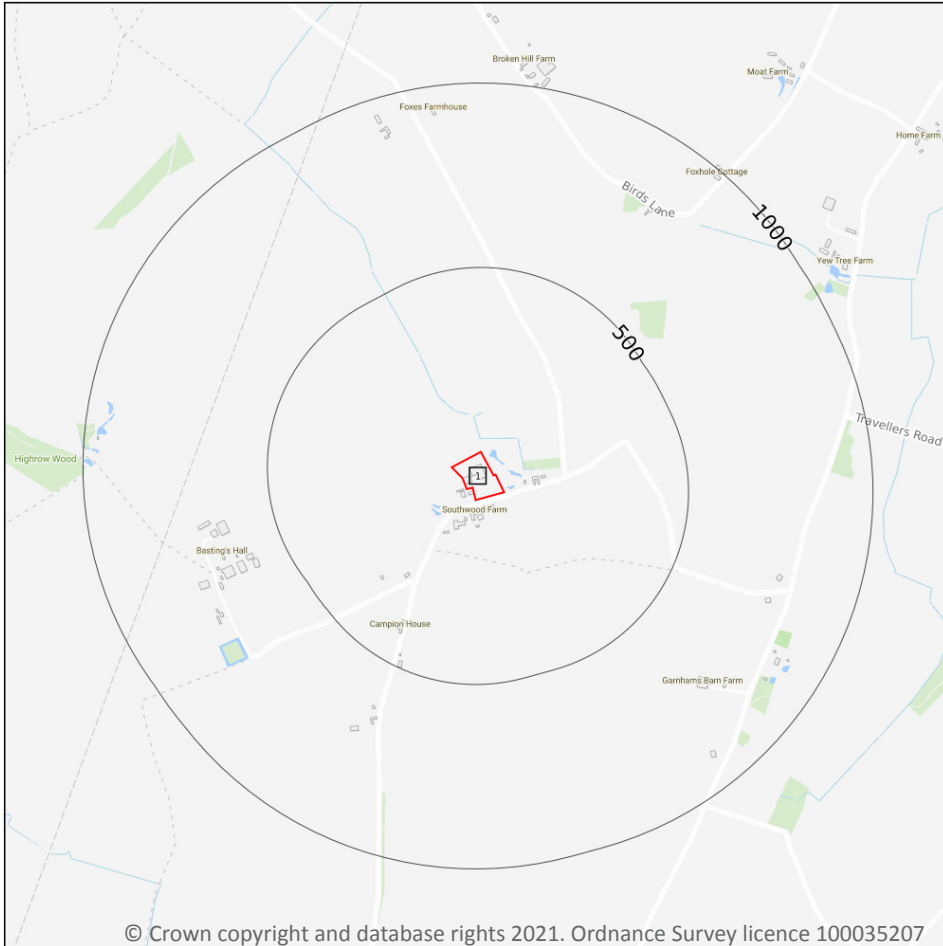 Broken Hill Farm
Moat Farm
Foxes Farmhouse
Home Farm
Foxhole Cottage
Birds Lane
1000
Yew Tree Farm
500
Travellers Road
Highrow Wood
1
Southwood Farm
Basting's Hall
Campion House
Garnhams Barn Farm
© Crown copyright and database rights 2021. Ordnance Survey licence 100035207